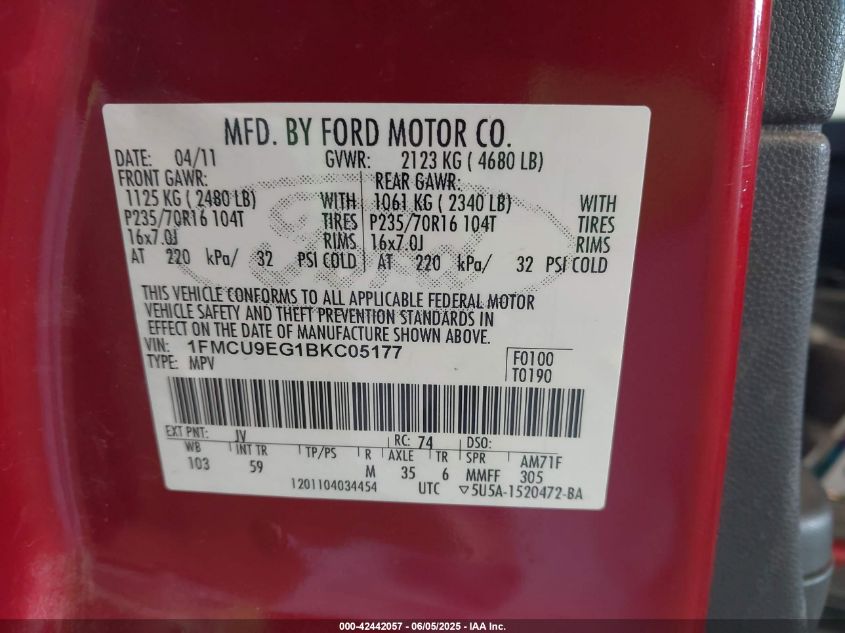 MFD. BY FORD MOTOR CO.
DATE: 04/11 GVWR: 2123 KG ( 4680 LB)
FRONT GAWR: REAR GAWR:
1125 KG ( 2480 LB) WITH 1061 KG ( 2340 LB) WITH
P235/70R16 104T TIRES P235/70R16 104T TIRES
16x7.0J RIMS 16x7.0J RIMS
AT 220 kPa/ 32 PSI COLD AT 220 kPa/ 32 PSI COLD
Ford
THIS VEHICLE CONFORMS TO ALL APPLICABLE FEDERAL MOTOR
VEHICLE SAFETY AND THEFT PREVENTION STANDARDS IN
EFFECT ON THE DATE OF MANUFACTURE SHOWN ABOVE.
VIN: 1FMCU9EG1BKC05177
TYPE: MPV
F0100
T0190
EXT PNT: JV RC: 74 DSO:
WB INT TR TP/PS R AXLE TR SPR AM71F
103 59 M 35 6 MMFF 305
1201104034454 UTC ▽5U5A-1520472-BA
000-42442057 - 06/05/2025 - IAA Inc.